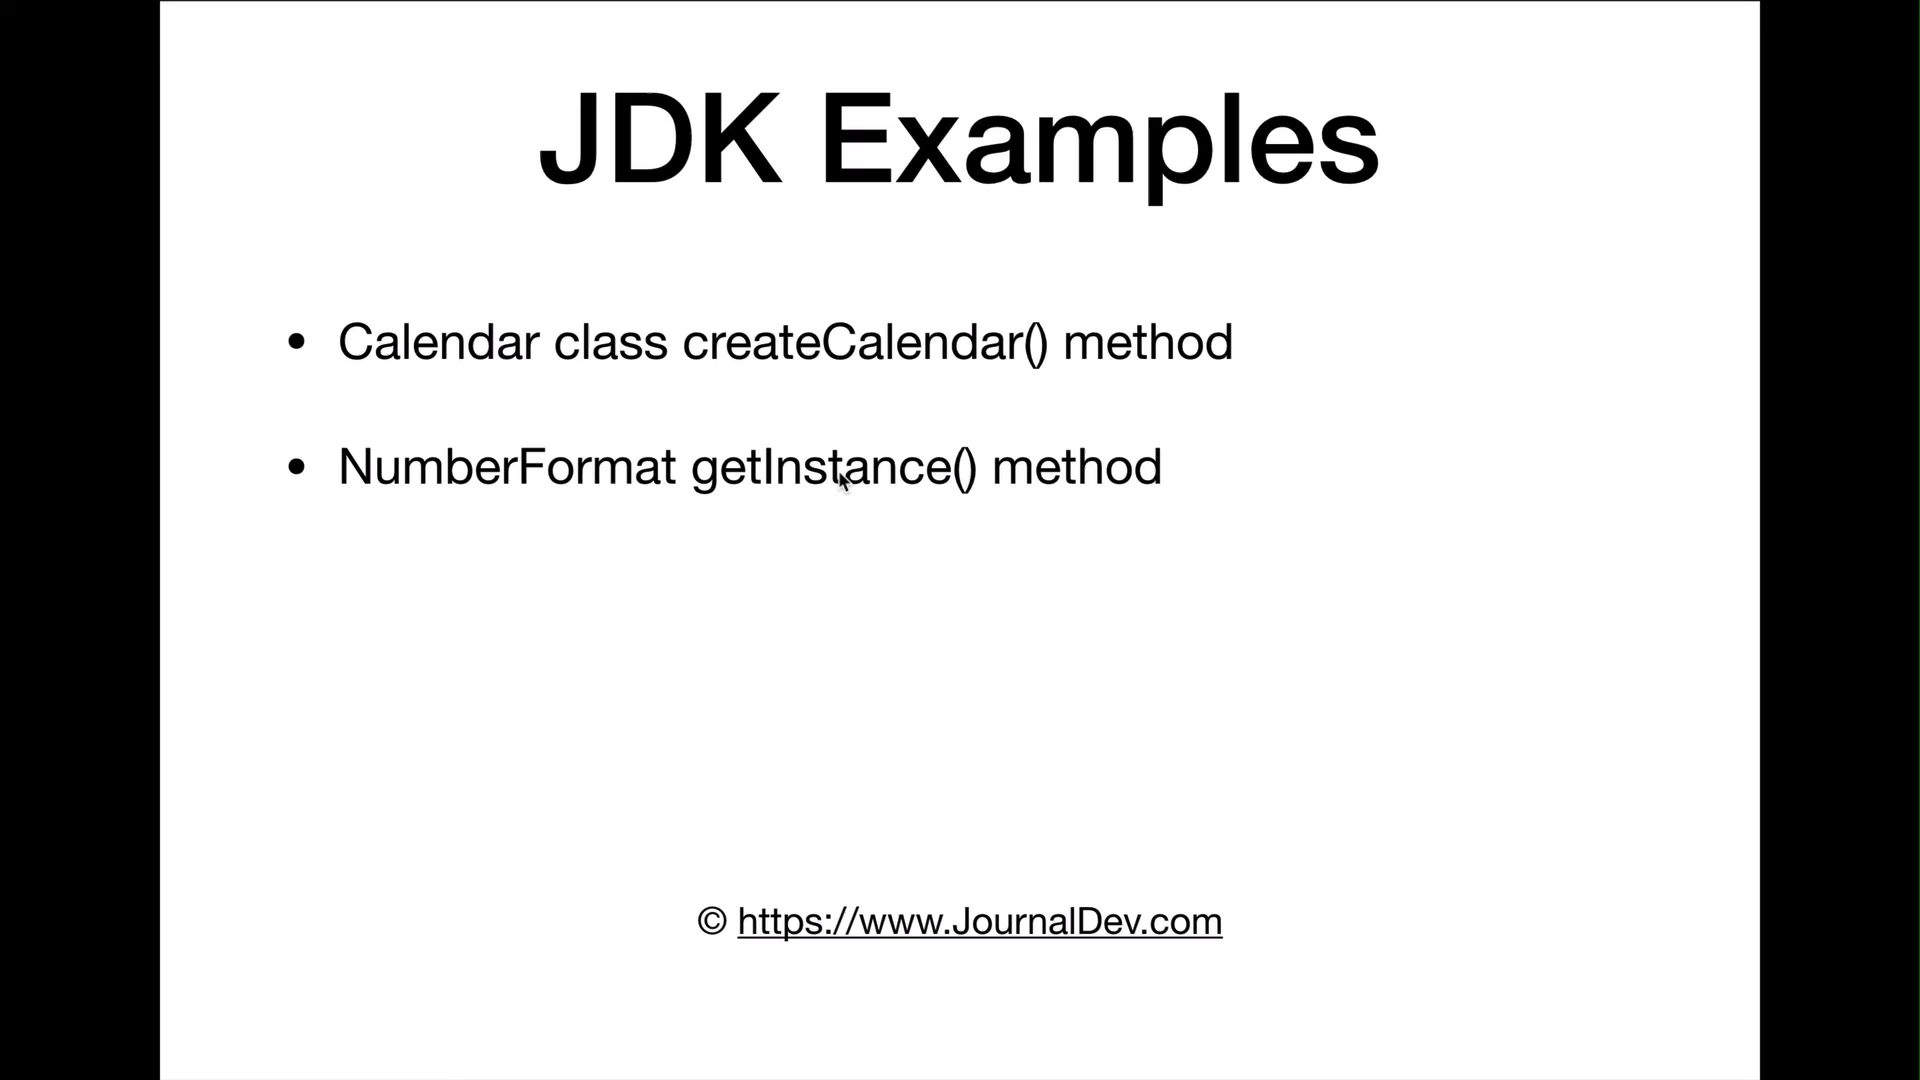 JDK Examples
• Calendar class createCalendar() method
• NumberFormat getInstance() method
© https://www.JournalDev.com